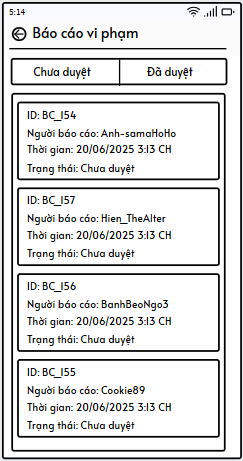 5:14
Báo cáo vi phạm
Chưa duyệt Đã duyệt
ID: BC_154
Người báo cáo: Anh-samaHoHo
Thời gian: 20/06/2025 3:13 CH
Trạng thái: Chưa duyệt
ID: BC_157
Người báo cáo: Hien_TheAlter
Thời gian: 20/06/2025 3:13 CH
Trạng thái: Chưa duyệt
ID: BC_156
Người báo cáo: BanhBeoNgo3
Thời gian: 20/06/2025 3:13 CH
Trạng thái: Chưa duyệt
ID: BC_155
Người báo cáo: Cookie89
Thời gian: 20/06/2025 3:13 CH
Trạng thái: Chưa duyệt